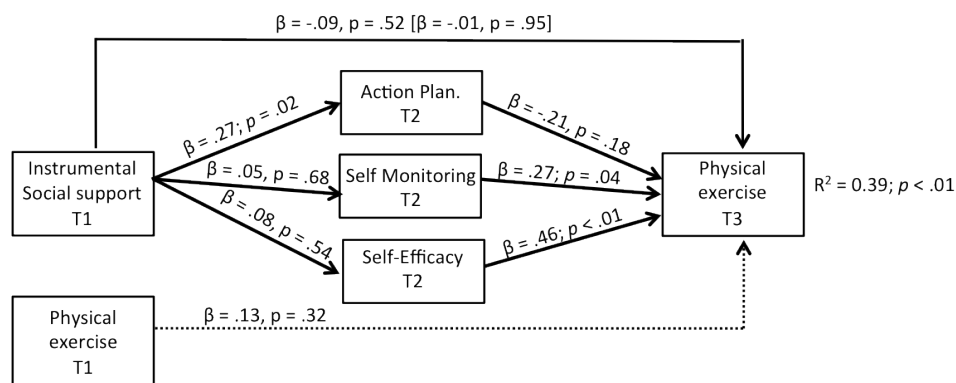 β = -.09, p = .52 [β = -.01, p = .95]
Action Plan.
T2
β = .27; p = .02
β = -.21, p = .18
Instrumental
Social support
T1
β = .05, p = .68
Self Monitoring
T2
β = .27; p = .04
Physical
exercise
T3
R² = 0.39; p < .01
β = .08, p = .54
Self-Efficacy
T2
β = .46; p < .01
Physical
exercise
T1
β = .13, p = .32